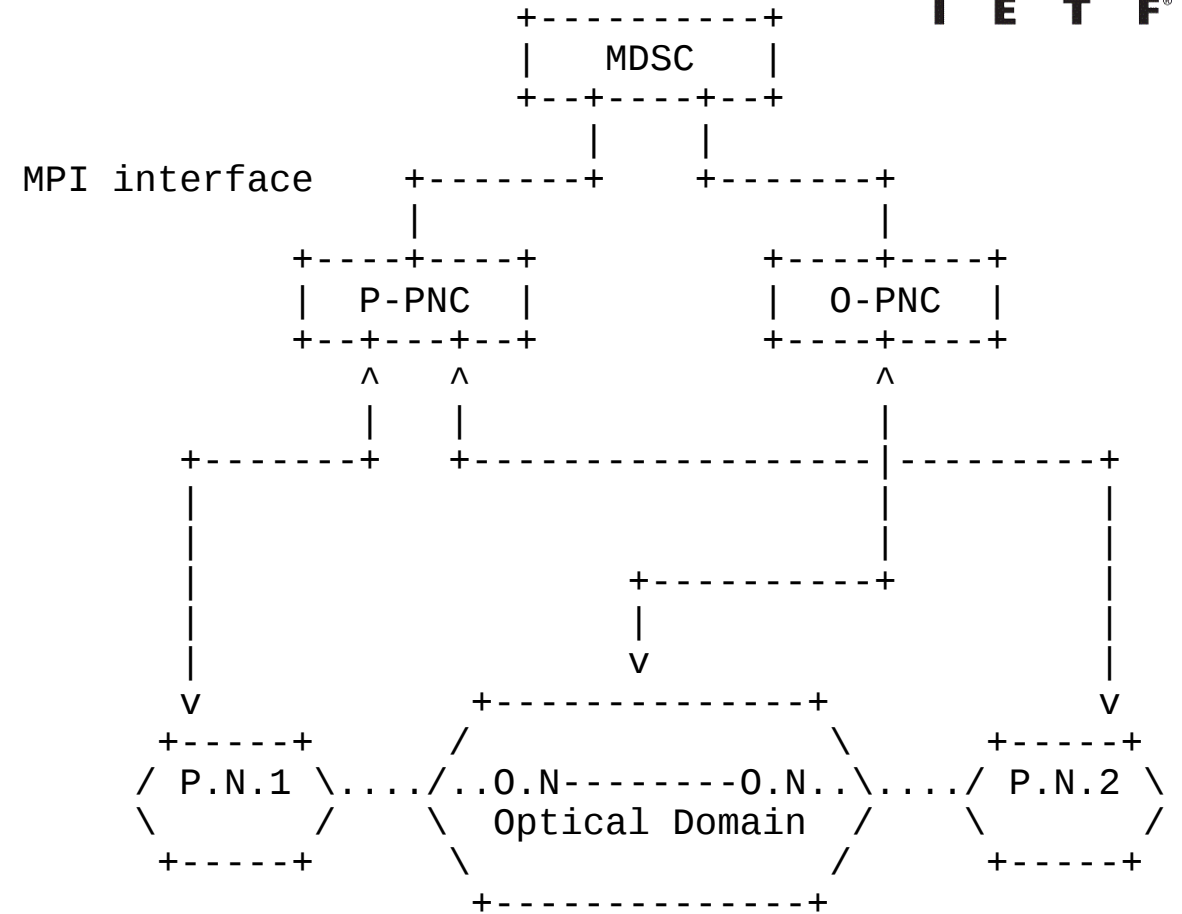 I E T F®
MDSC
MPI interface
P-PNC O-PNC
P.N.1 O.N O.N P.N.2
Optical Domain